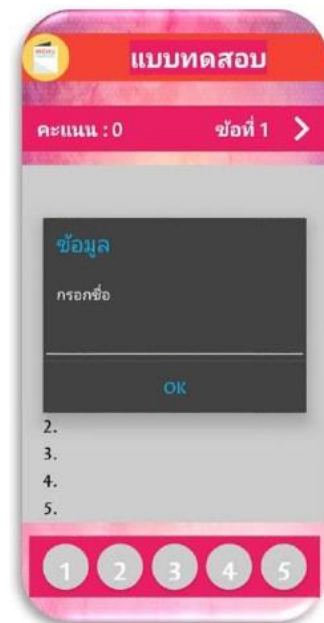 MENU
แบบทดสอบ
คะแนน : 0 ข้อที่ 1
ข้อมูล
กรอกชื่อ
OK
2.
3.
4.
5.
1 2 3 4 5